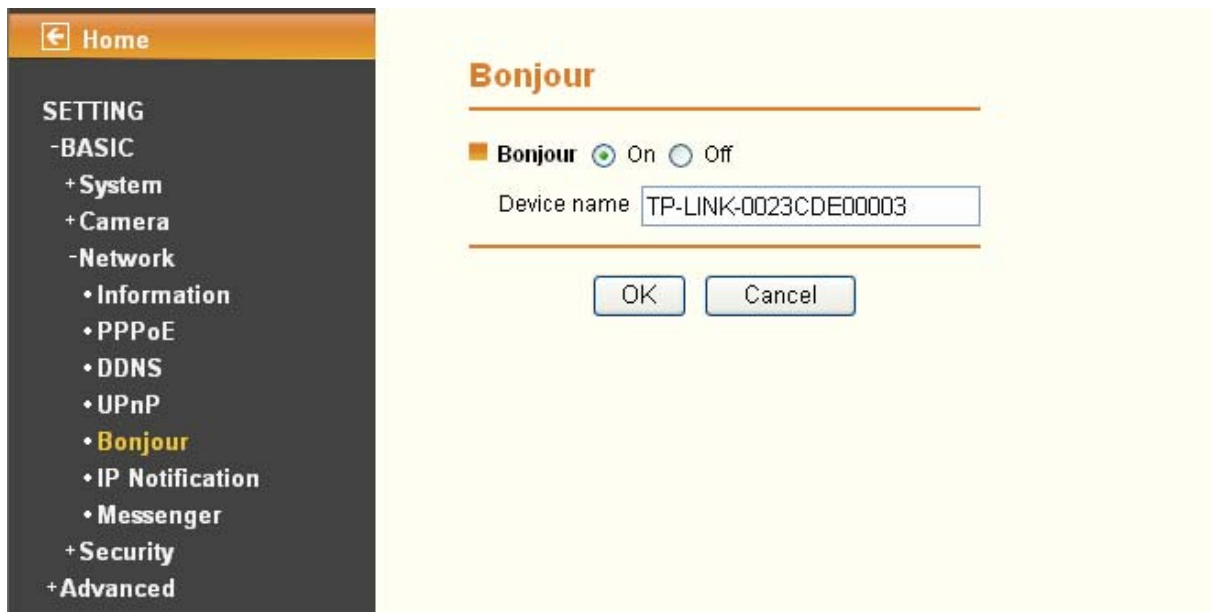 Home
SETTING
-BASIC
+System
+Camera
-Network
•Information
•PPPoE
•DDNS
•UPnP
•Bonjour
•IP Notification
•Messenger
+Security
+Advanced
Bonjour
Bonjour On Off
Device name TP-LINK-0023CDE00003
OK Cancel